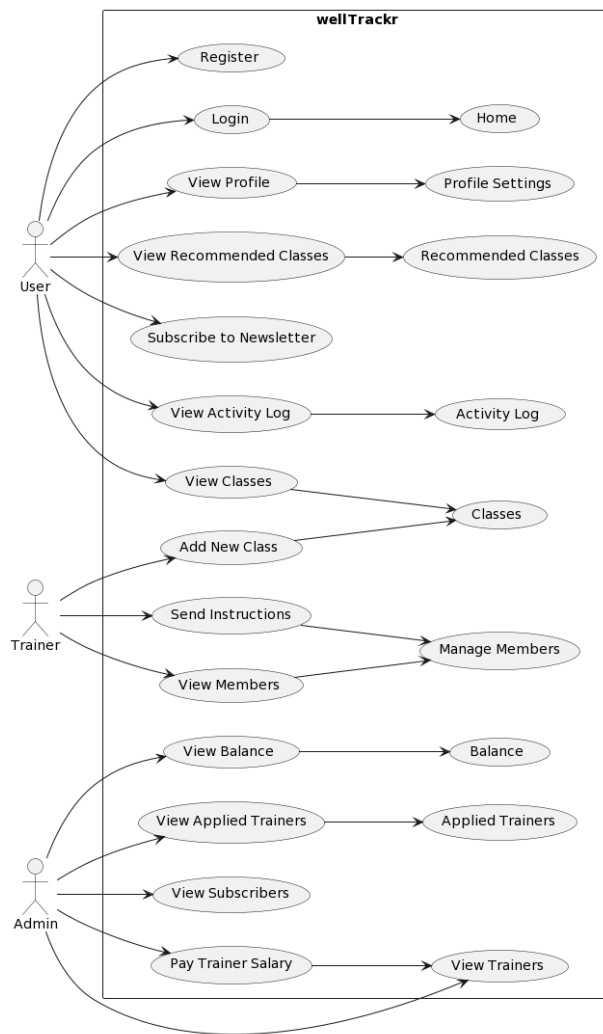 wellTrackr
Register
Login
Home
View Profile
Profile Settings
View Recommended Classes
Recommended Classes
User
Subscribe to Newsletter
View Activity Log
Activity Log
View Classes
Classes
Add New Class
Send Instructions
Trainer
Manage Members
View Members
View Balance
Balance
View Applied Trainers
Applied Trainers
View Subscribers
Admin
Pay Trainer Salary
View Trainers